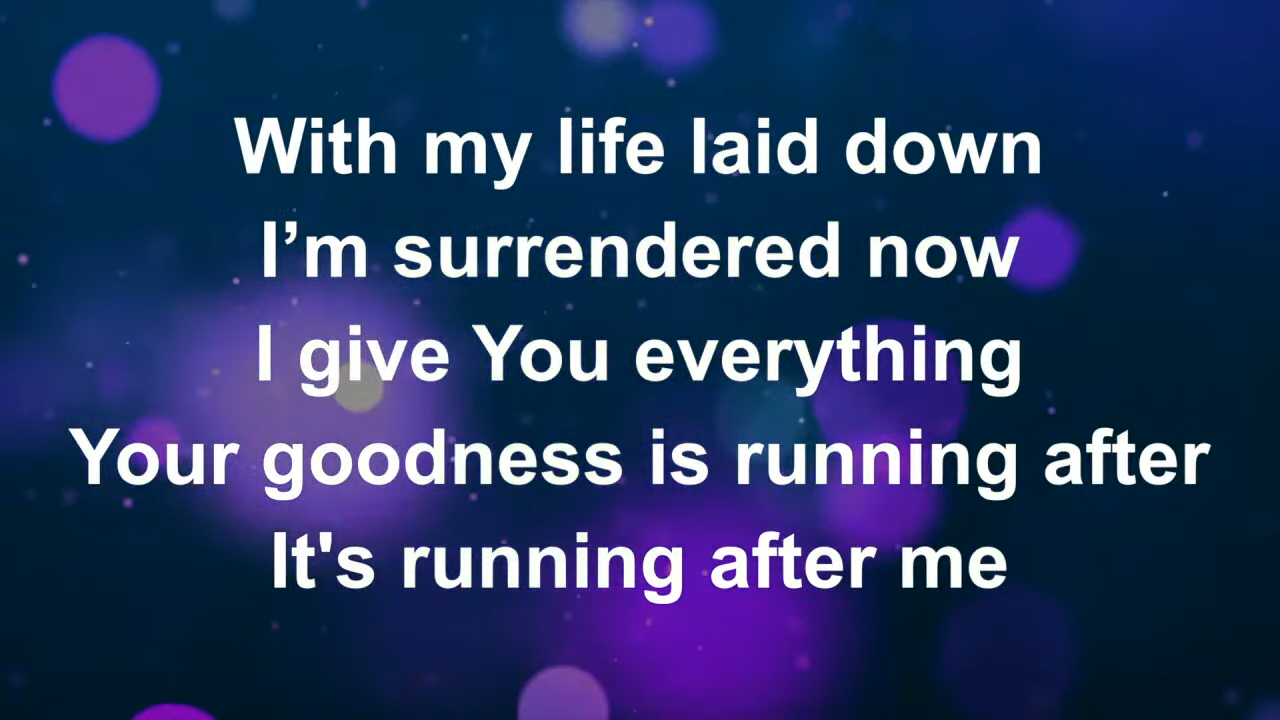 With my life laid down
I’m surrendered now
I give You everything
Your goodness is running after
It's running after me